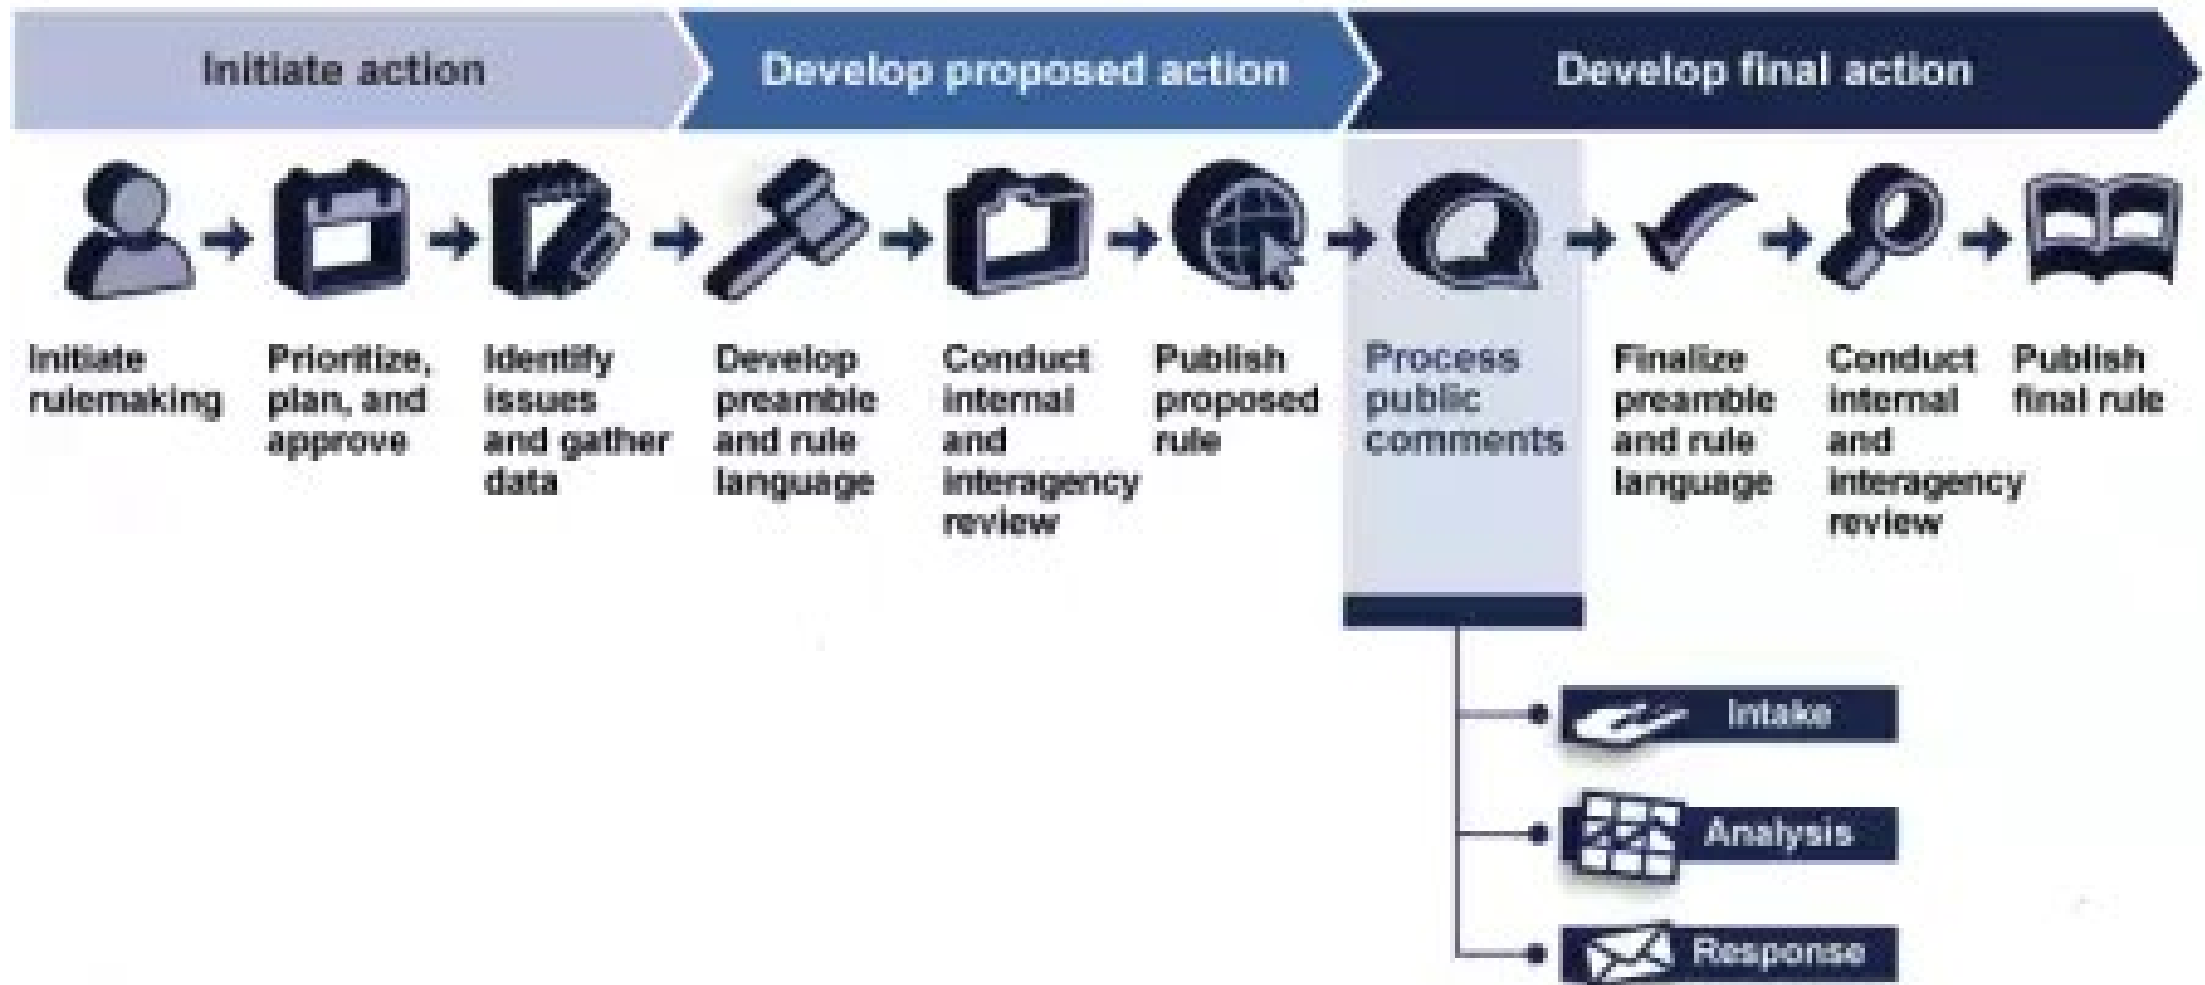 Initiate action
Develop proposed action
Develop final action
Initiate
rulemaking
Prioritize,
plan, and
approve
Identify
issues
and gather
data
Develop
preamble
and rule
language
Conduct
internal
and
interagency
review
Publish
proposed
rule
Process
public
comments
Finalize
preamble
and rule
language
Conduct
internal
and
interagency
review
Publish
final rule
Intake
Analysis
Response